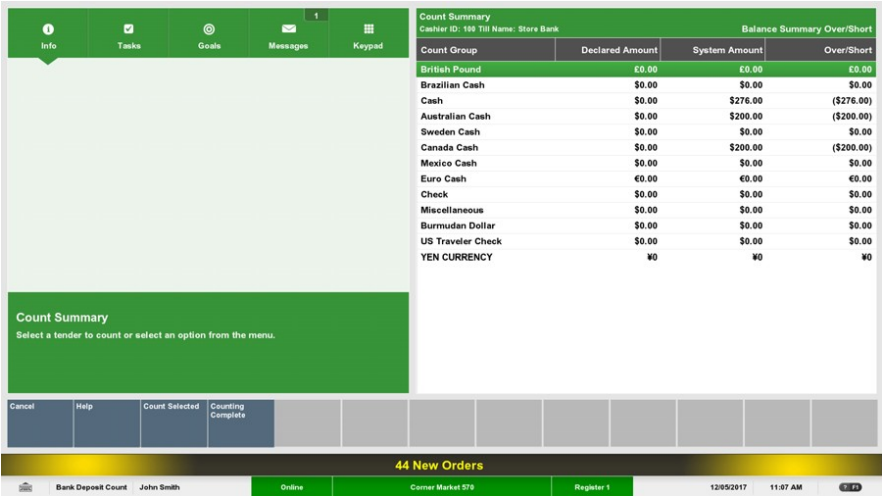 1
Info
Tasks
Goals
Messages
Keypad
Count Summary
Select a tender to count or select an option from the menu.
Count Summary
Cashier ID: 100 Till Name: Store Bank Balance Summary Over/Short
Count Group Declared Amount System Amount Over/Short
British Pound £0.00 £0.00 £0.00
Brazilian Cash $0.00 $0.00 $0.00
Cash $0.00 $276.00 ($276.00)
Australian Cash $0.00 $200.00 ($200.00)
Sweden Cash $0.00 $0.00 $0.00
Canada Cash $0.00 $200.00 ($200.00)
Mexico Cash $0.00 $0.00 $0.00
Euro Cash €0.00 €0.00 €0.00
Check $0.00 $0.00 $0.00
Miscellaneous $0.00 $0.00 $0.00
Burmudan Dollar $0.00 $0.00 $0.00
US Traveler Check $0.00 $0.00 $0.00
YEN CURRENCY ¥0 ¥0 ¥0
Cancel
Help
Count Selected
Counting
Complete
44 New Orders
Bank Deposit Count John Smith Online Corner Market 570 Register 1 12/05/2017 11:07 AM ? F1